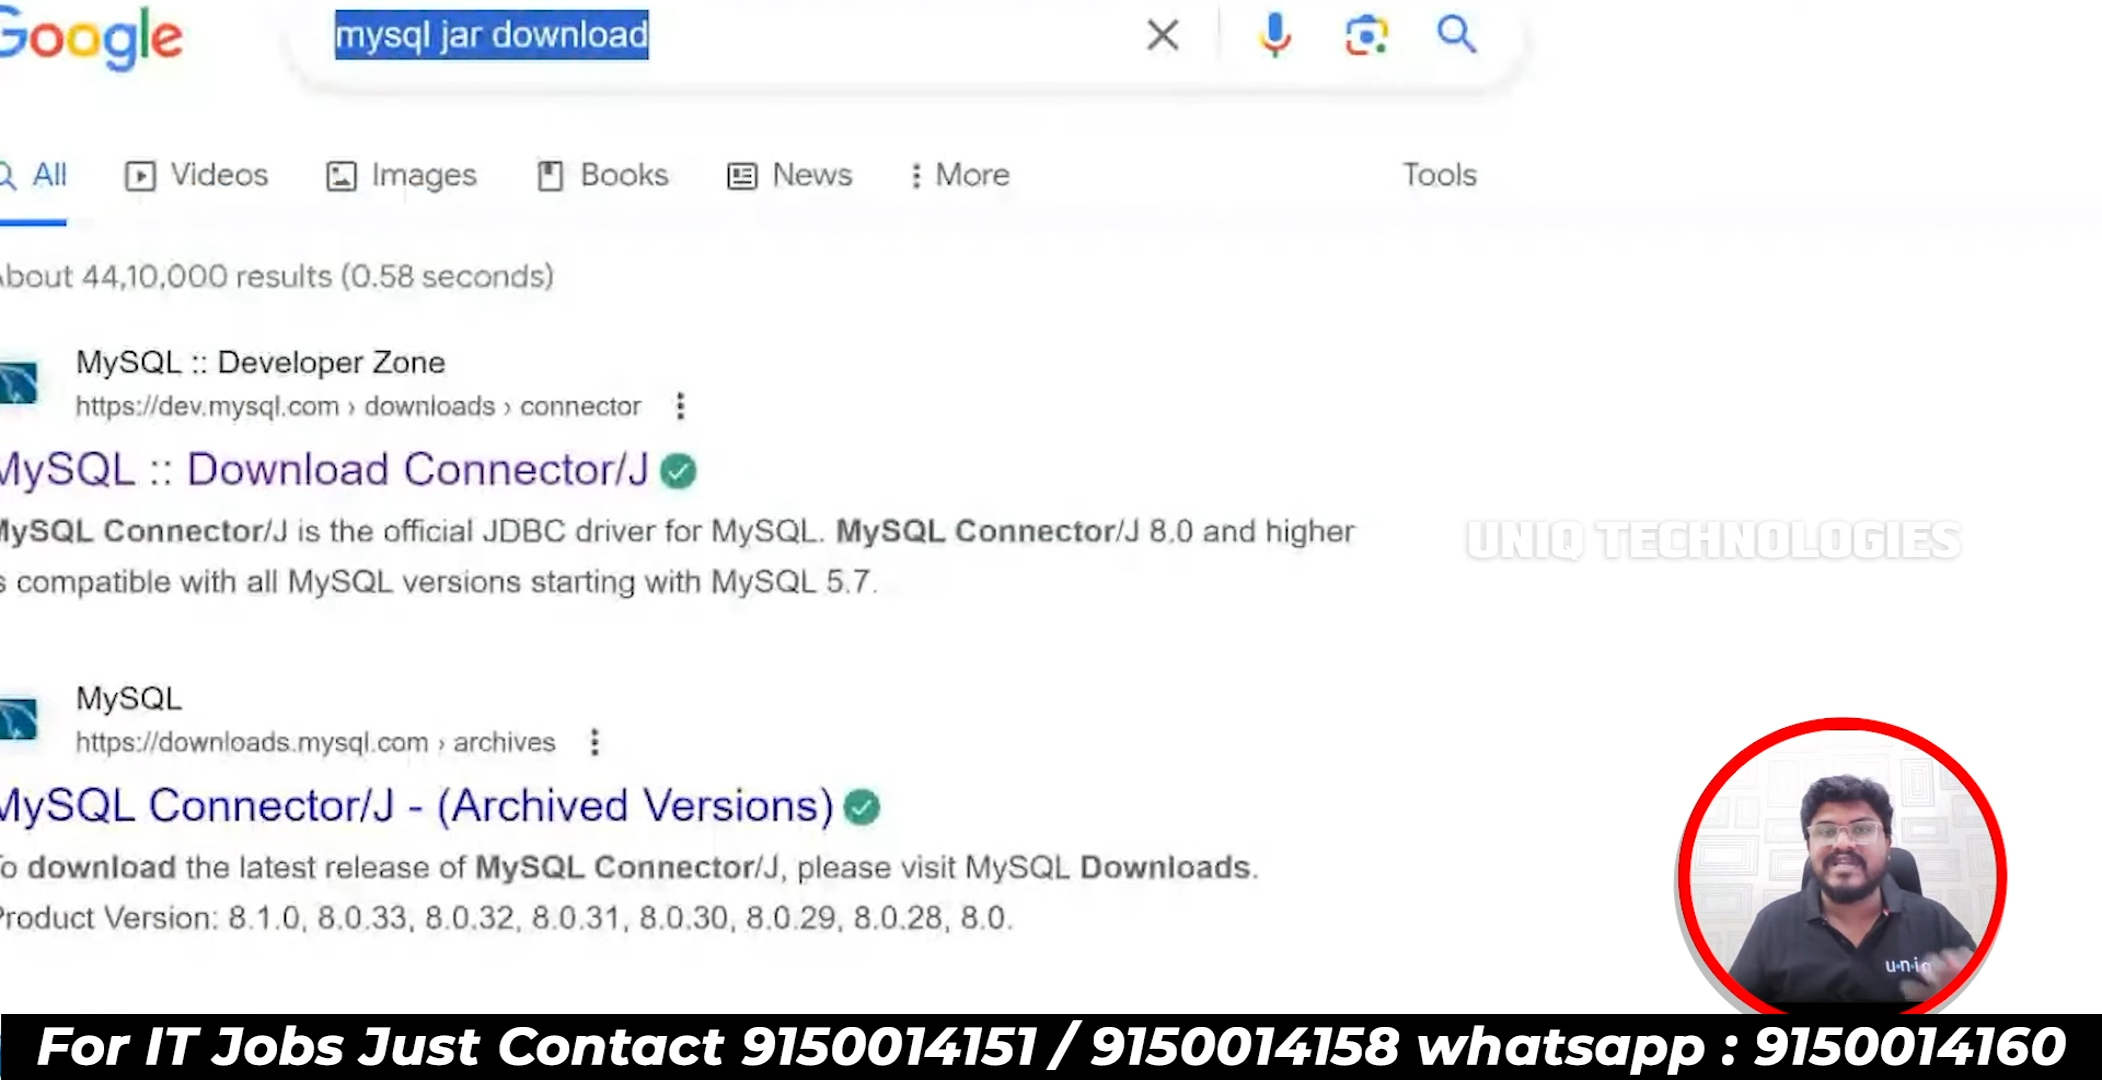 Google
mysql jar download
All
Videos
Images
Books
News
More
Tools
About 44,10,000 results (0.58 seconds)
MySQL :: Developer Zone
https://dev.mysql.com › downloads › connector
MySQL :: Download Connector/J
MySQL Connector/J is the official JDBC driver for MySQL. MySQL Connector/J 8.0 and higher
s compatible with all MySQL versions starting with MySQL 5.7.
UNIQ TECHNOLOGIES
MySQL
https://downloads.mysql.com › archives
MySQL Connector/J - (Archived Versions)
To download the latest release of MySQL Connector/J, please visit MySQL Downloads.
Product Version: 8.1.0, 8.0.33, 8.0.32, 8.0.31, 8.0.30, 8.0.29, 8.0.28, 8.0.
u·n·i
For IT Jobs Just Contact 9150014151 / 9150014158 whatsapp : 9150014160